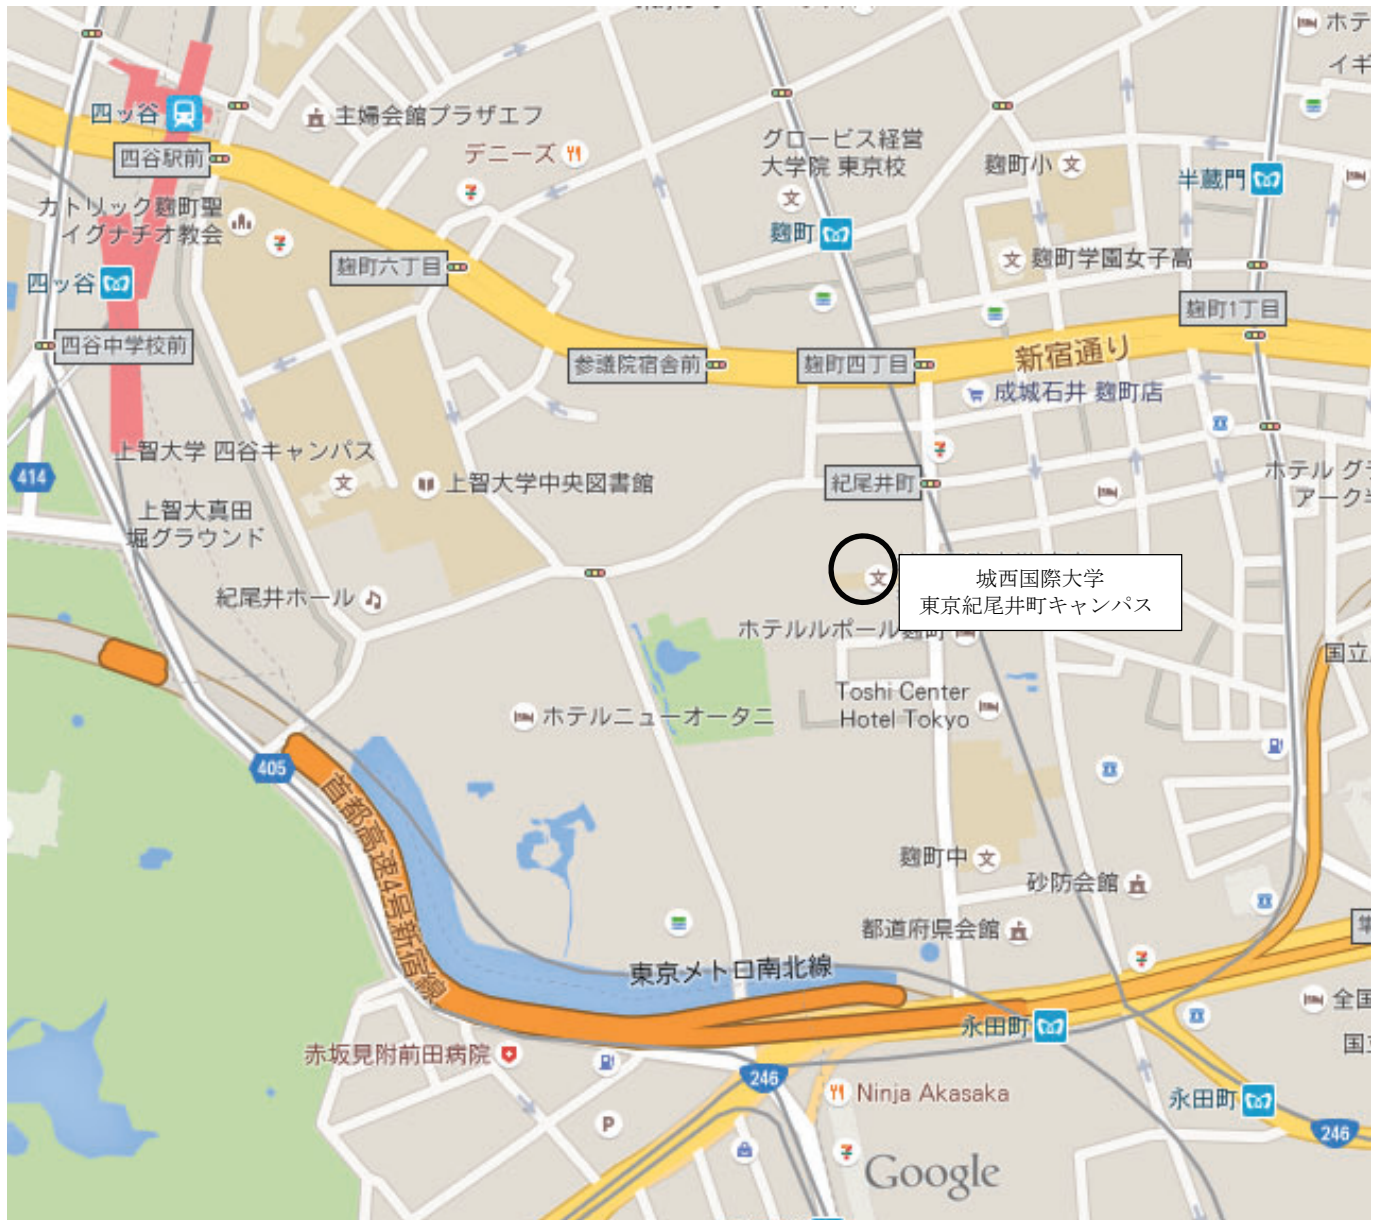 ホテ
イギ
四ッ谷
主婦会館プラザエフ
デニーズ
グロービス経営
大学院 東京校
麹町小
半蔵門
四谷駅前
カトリック麹町聖
イグナチオ教会
麹町
麹町学園女子高
麹町六丁目
四ッ谷
麹町1丁目
四谷中学校前
参議院宿舎前
麹町四丁目
新宿通り
成城石井 麹町店
上智大学 四谷キャンパス
414
上智大学中央図書館
紀尾井町
ホテル グラ
アーク半
上智大真田
堀グラウンド
城西国際大学
東京紀尾井町キャンパス
紀尾井ホール
ホテルルポール麹町
国立
Toshi Center
Hotel Tokyo
ホテルニューオータニ
405
首都高速4号新宿線
麹町中
砂防会館
都道府県会館
東京メトロ南北線
全国
永田町
国立
赤坂見附前田病院
246
Ninja Akasaka
永田町
P
246
Google